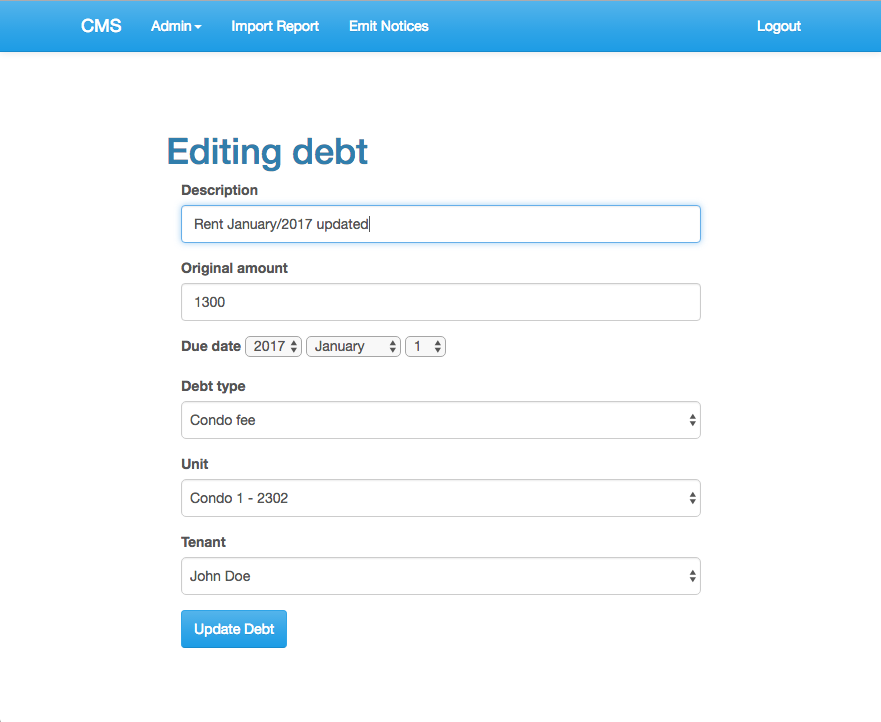 CMS Admin Import Report Emit Notices Logout
Editing debt
Description
Rent January/2017 updated
Original amount
1300
Due date 2017 January 1
Debt type
Condo fee
Unit
Condo 1 - 2302
Tenant
John Doe
Update Debt